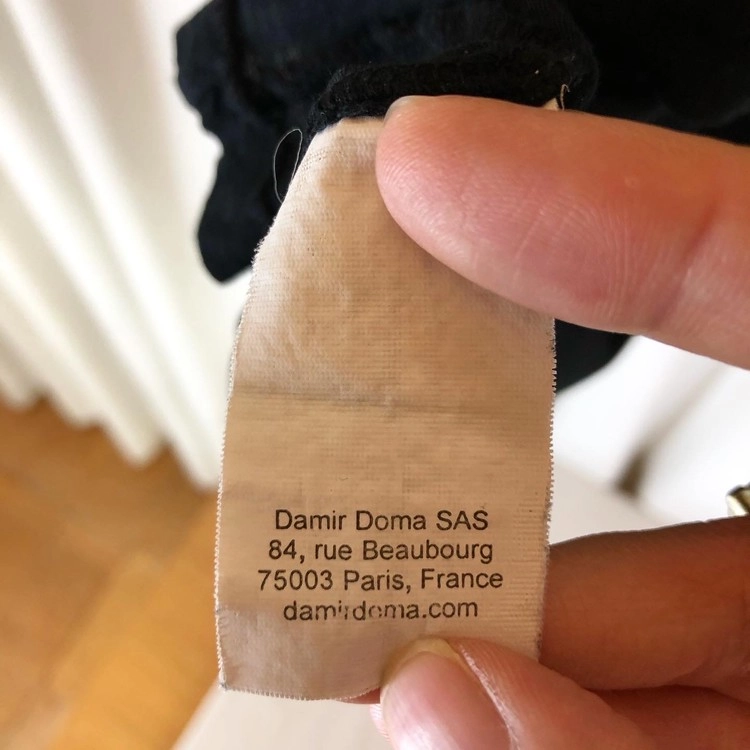 Damir Doma SAS
84, rue Beaubourg
75003 Paris, France
damirdoma.com